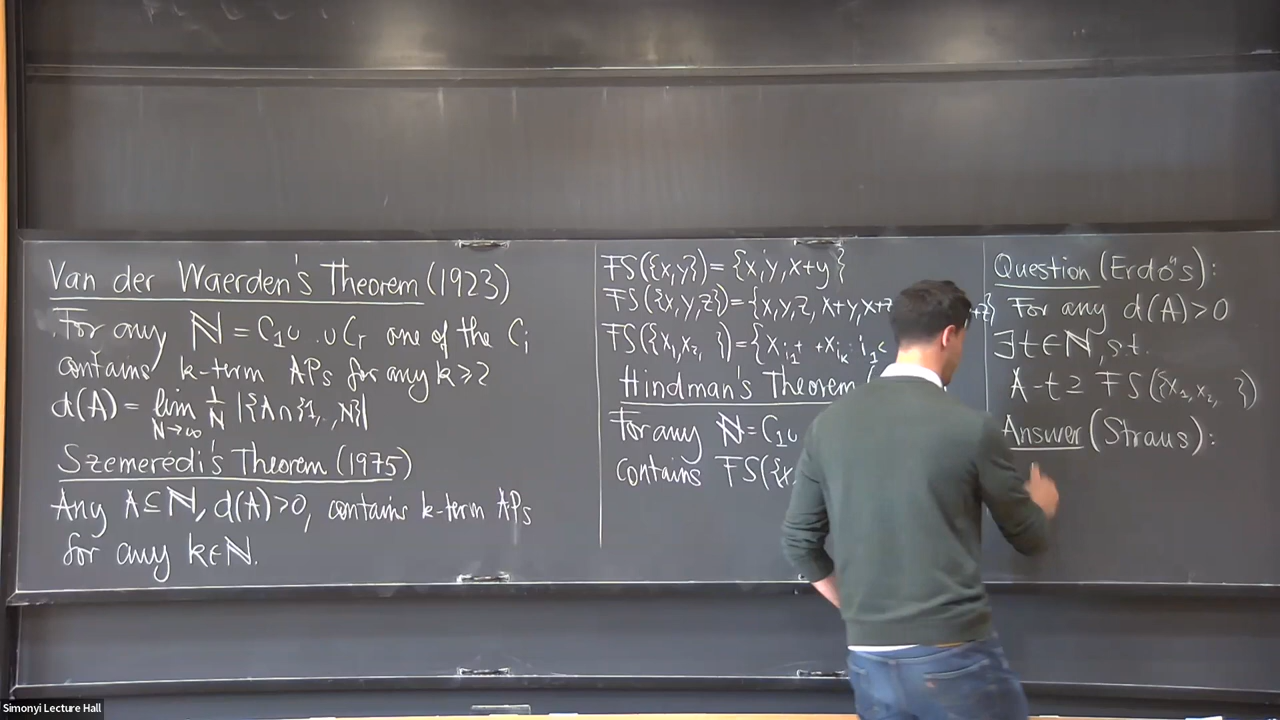 Van der Waerden's Theorem (1923)
For any ℕ = C₁∪ . ∪Cᵣ one of the Cᵢ
contains k-term APs for any k⩾2
d(A) = lim N→∞ 1/N |{A∩{1, . , N}|
Szemerédi's Theorem (1975)
Any A⊆ℕ, d(A)>0, contains k-term APs
for any k∈ℕ.
FS({x,y}) = {x,y,x+y}
FS({x,y,z}) = {x,y,z, x+y,x+z
FS({x₁,x₂, }) = {x_{i₁}+ +x_{iₖ}: i₁<
Hindman's Theorem
For any ℕ = C₁∪
contains FS({x
Question (Erdős):
For any d(A)>0
∃t∈ℕ, s.t.
A-t ⊇ FS({x₁,x₂, })
Answer (Straus):
Simonyi Lecture Hall